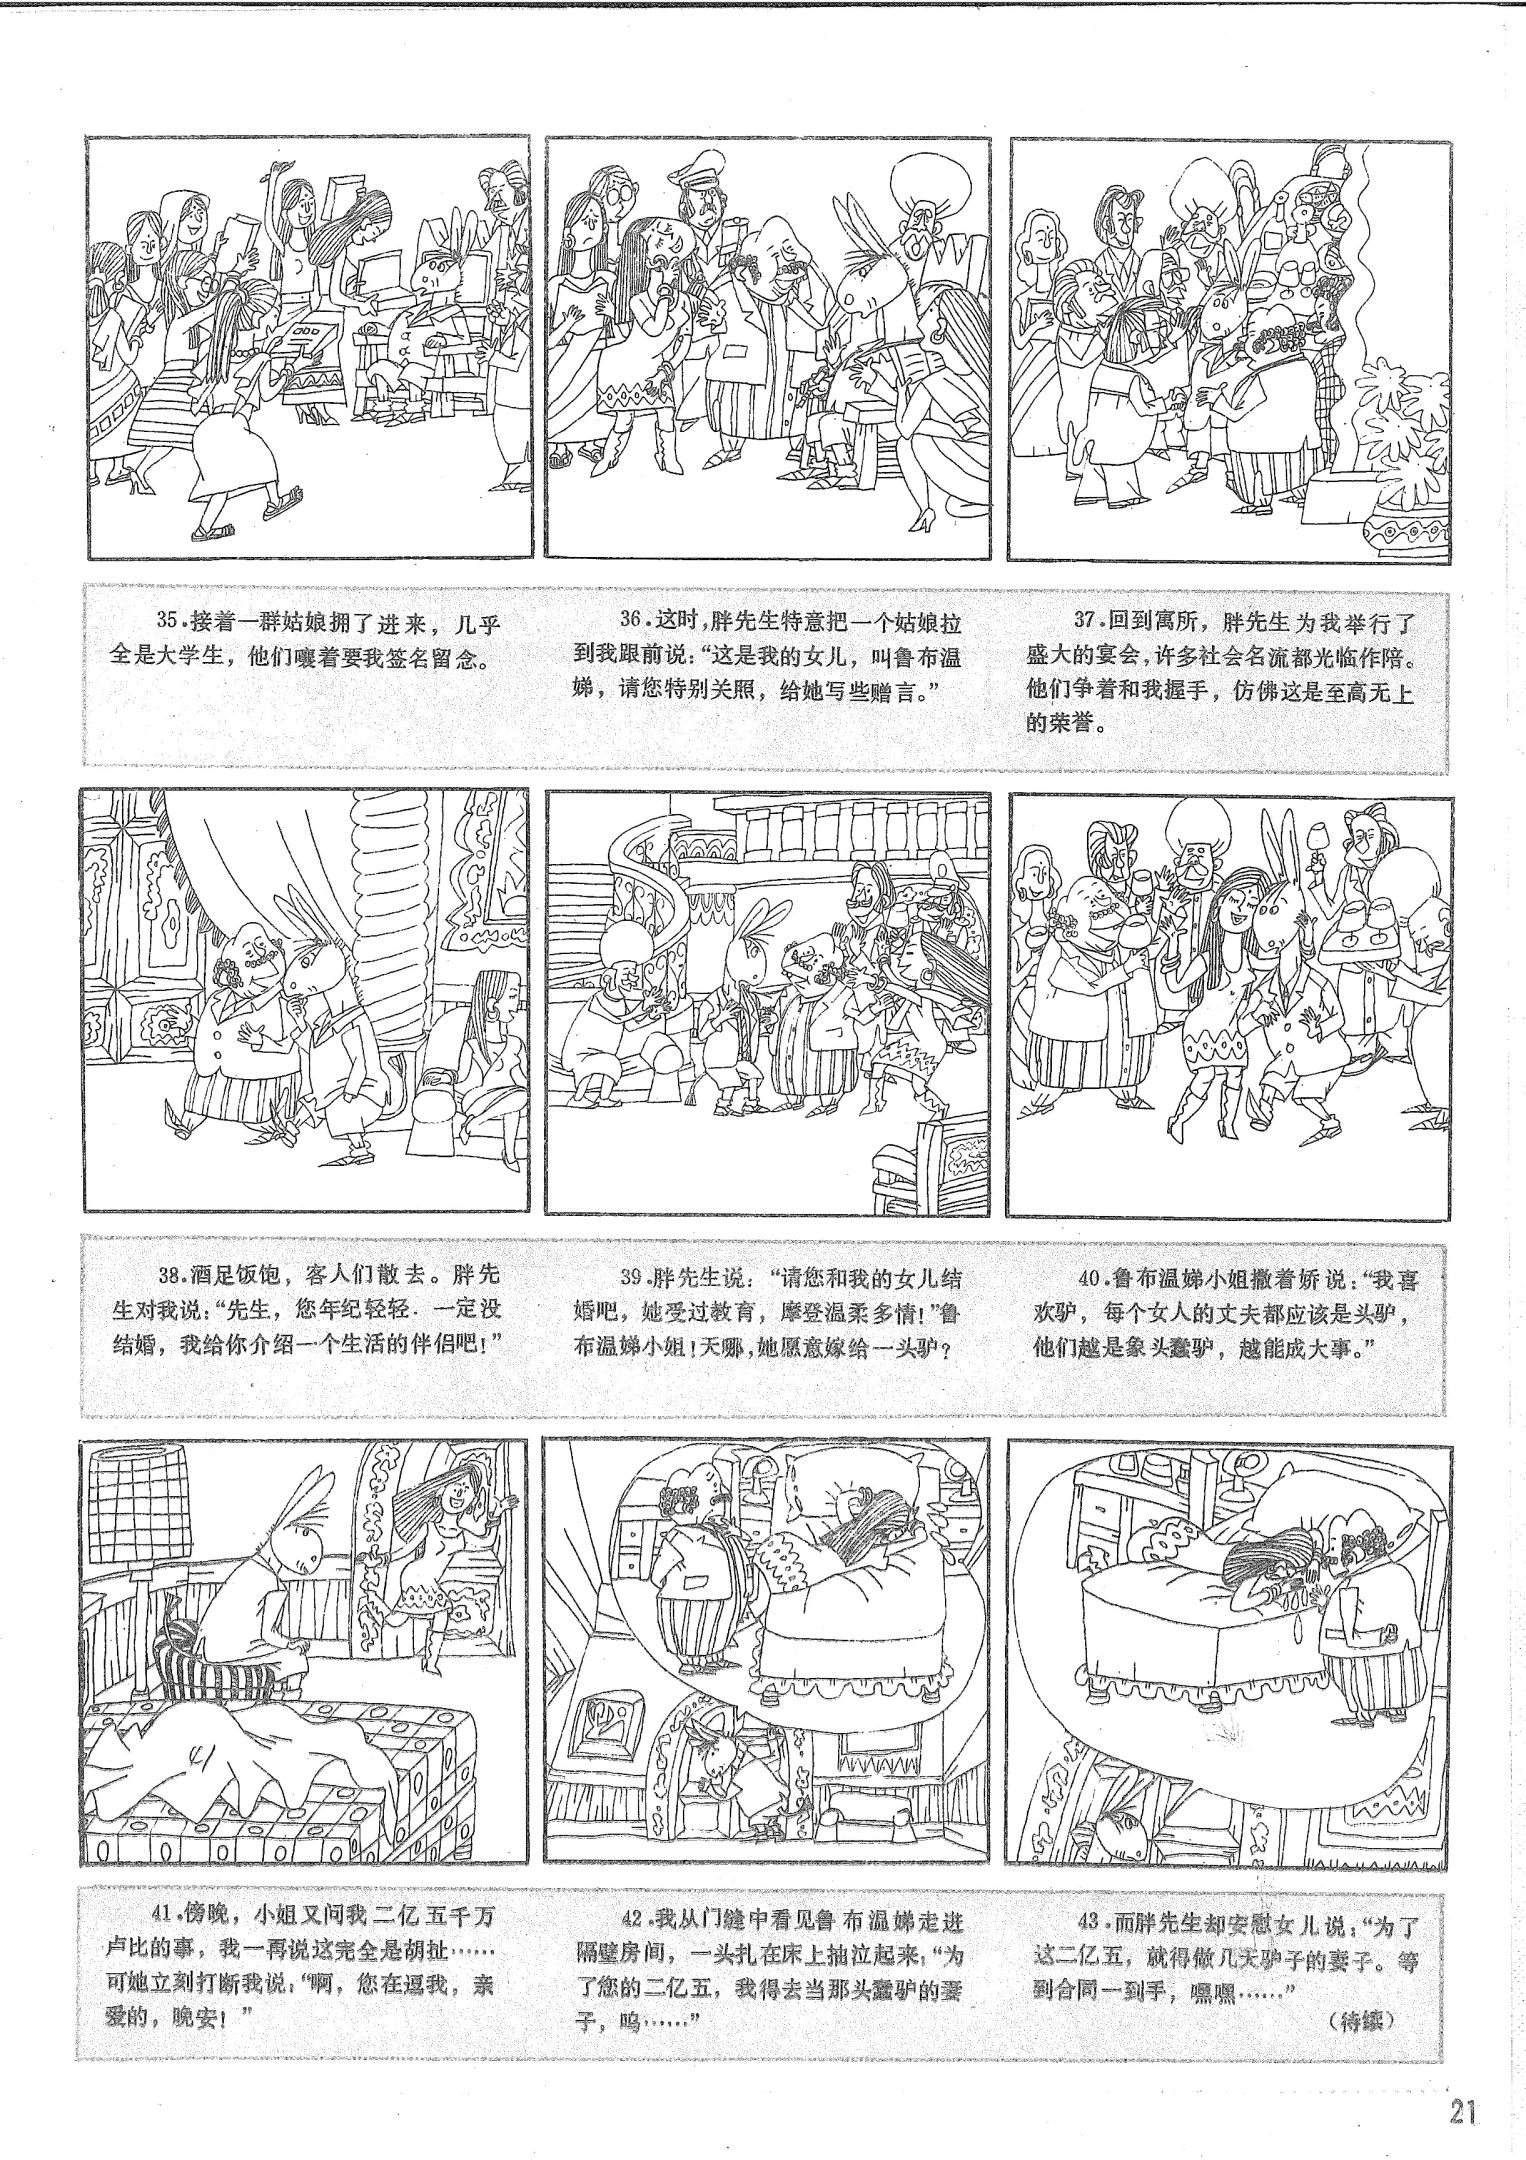 35.接着一群姑娘拥了进来，几乎
全是大学生，他们嚷着要我签名留念。
36.这时，胖先生特意把一个姑娘拉
到我跟前说：“这是我的女儿，叫鲁布温
娣，请您特别关照，给她写些赠言。”
37.回到寓所，胖先生为我举行了
盛大的宴会，许多社会名流都光临作陪。
他们争着和我握手，仿佛这是至高无上
的荣誉。
38.酒足饭饱，客人们散去。胖先
生对我说：“先生，您年纪轻轻．一定没
结婚，我给你介绍一个生活的伴侣吧！”
39.胖先生说：“请您和我的女儿结
婚吧，她受过教育，摩登温柔多情！”鲁
布温娣小姐！天哪，她愿意嫁给一头驴？
40.鲁布温娣小姐撒着娇说：“我喜
欢驴，每个女人的丈夫都应该是头驴，
他们越是象头蠢驴，越能成大事。”
41.傍晚，小姐又问我二亿五千万
卢比的事，我一再说这完全是胡扯……
可她立刻打断我说：“啊，您在逗我，亲
爱的，晚安！”
42.我从门缝中看见鲁布温娣走进
隔壁房间，一头扎在床上抽泣起来：“为
了您的二亿五，我得去当那头蠢驴的妻
子，呜……”
43.而胖先生却安慰女儿说：“为了
这二亿五，就得做几天驴子的妻子。等
到合同一到手，嘿嘿……”
（待续）
21